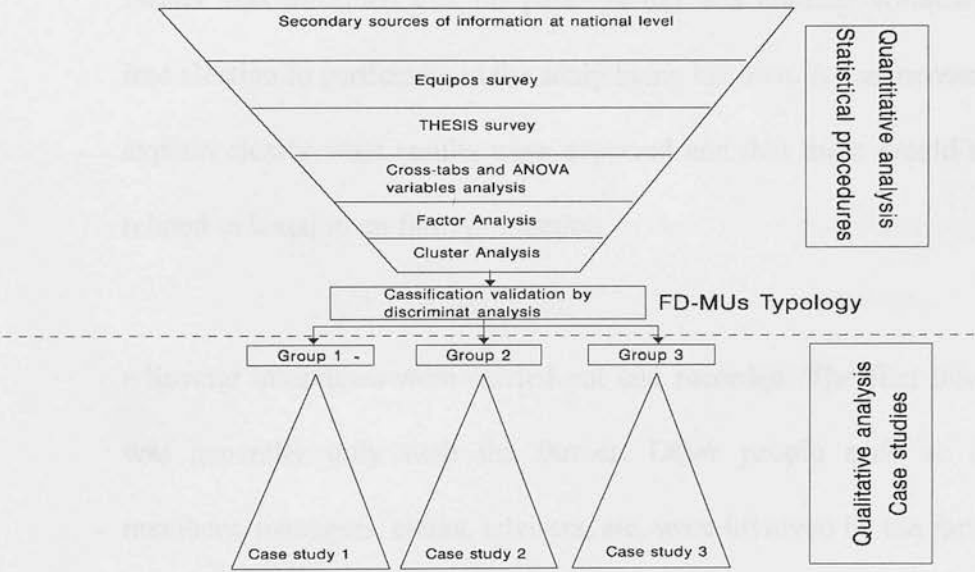 Secondary sources of information at national level
Equipos survey
THESIS survey
Cross-tabs and ANOVA
variables analysis
Factor Analysis
Cluster Analysis
Quantitative analysis
Statistical procedures
Cassification validation by
discriminat analysis
FD-MUs Typology
Group 1 -
Group 2
Group 3
Case study 1
Case study 2
Case study 3
Qualitative analysis
Case studies